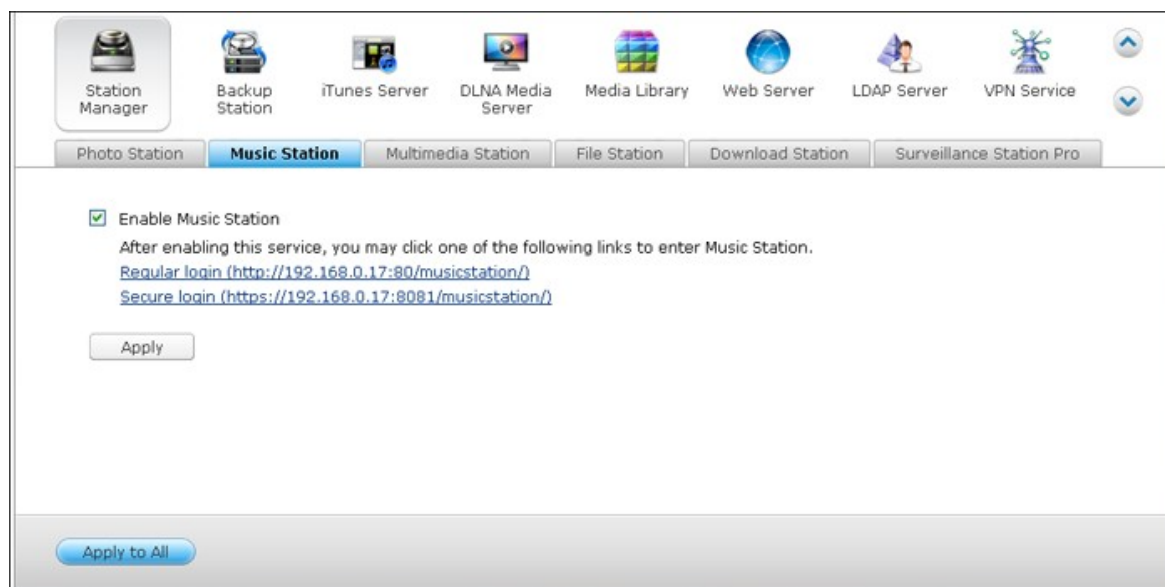 Station Manager
Backup Station
iTunes Server
DLNA Media Server
Media Library
Web Server
LDAP Server
VPN Service
Photo Station
Music Station
Multimedia Station
File Station
Download Station
Surveillance Station Pro
Enable Music Station
After enabling this service, you may click one of the following links to enter Music Station.
Regular login (http://192.168.0.17:80/musicstation/)
Secure login (https://192.168.0.17:8081/musicstation/)
Apply
Apply to All